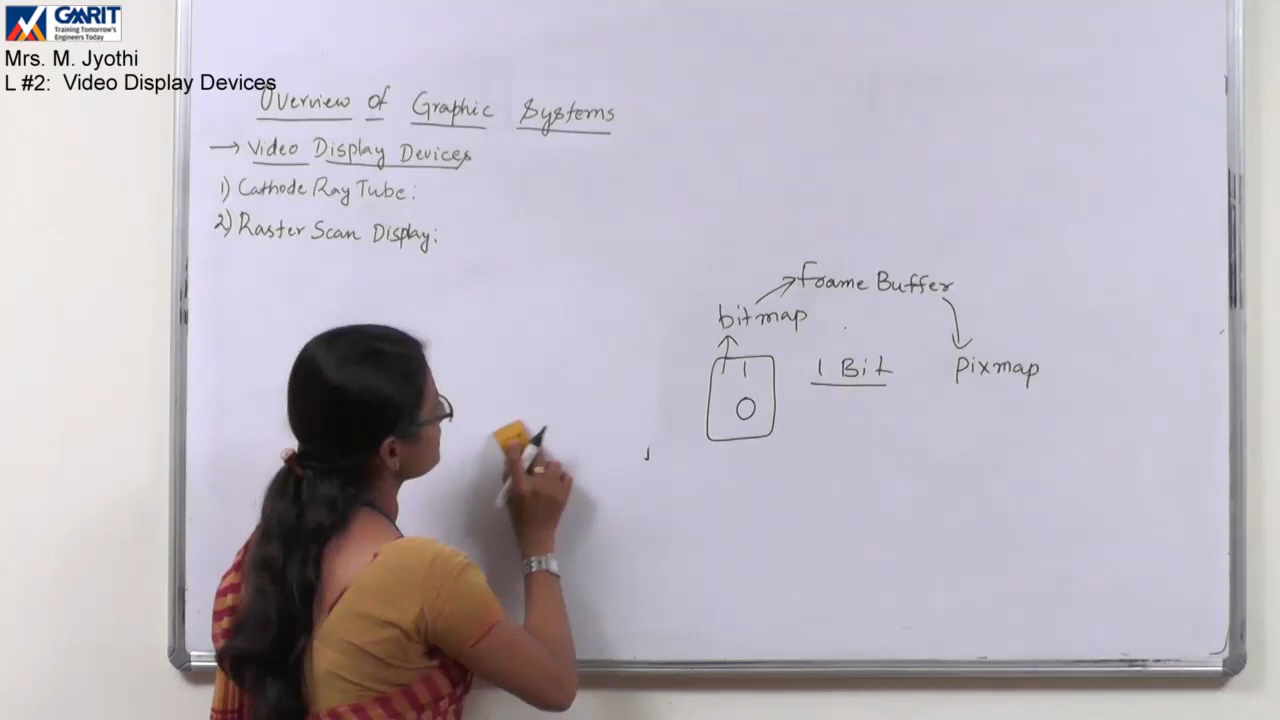 GMRIT
Training Tomorrow's
Engineers Today
Mrs. M. Jyothi
L #2: Video Display Devices
Overview of Graphic Systems
→ Video Display Devices
1) Cathode Ray Tube:
2) Raster Scan Display:
Frame Buffer
bitmap
1
1 Bit
Pixmap
0